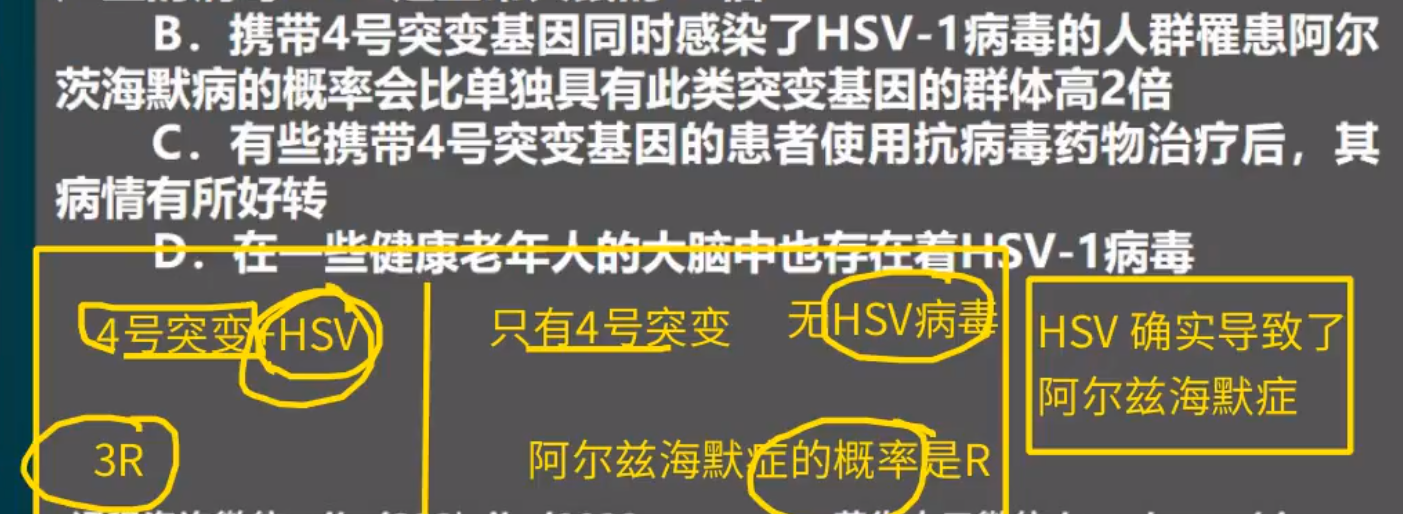 B．携带4号突变基因同时感染了HSV-1病毒的人群罹患阿尔
茨海默病的概率会比单独具有此类突变基因的群体高2倍
C．有些携带4号突变基因的患者使用抗病毒药物治疗后，其
病情有所好转
D．在一些健康老年人的大脑中也存在着HSV-1病毒
4号突变+HSV 只有4号突变 无HSV病毒
HSV 确实导致了
阿尔兹海默症
3R 阿尔兹海默症的概率是R